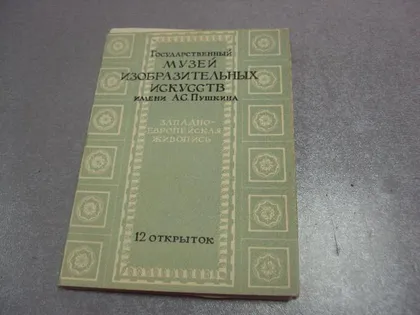 Государственный
МУЗЕЙ
ИЗОБРАЗИТЕЛЬНЫХ
ИСКУССТВ
ИМЕНИ А.С. ПУШКИНА
ЗАПАДНО-
ЕВРОПЕЙСКАЯ
ЖИВОПИСЬ
12 ОТКРЫТОК